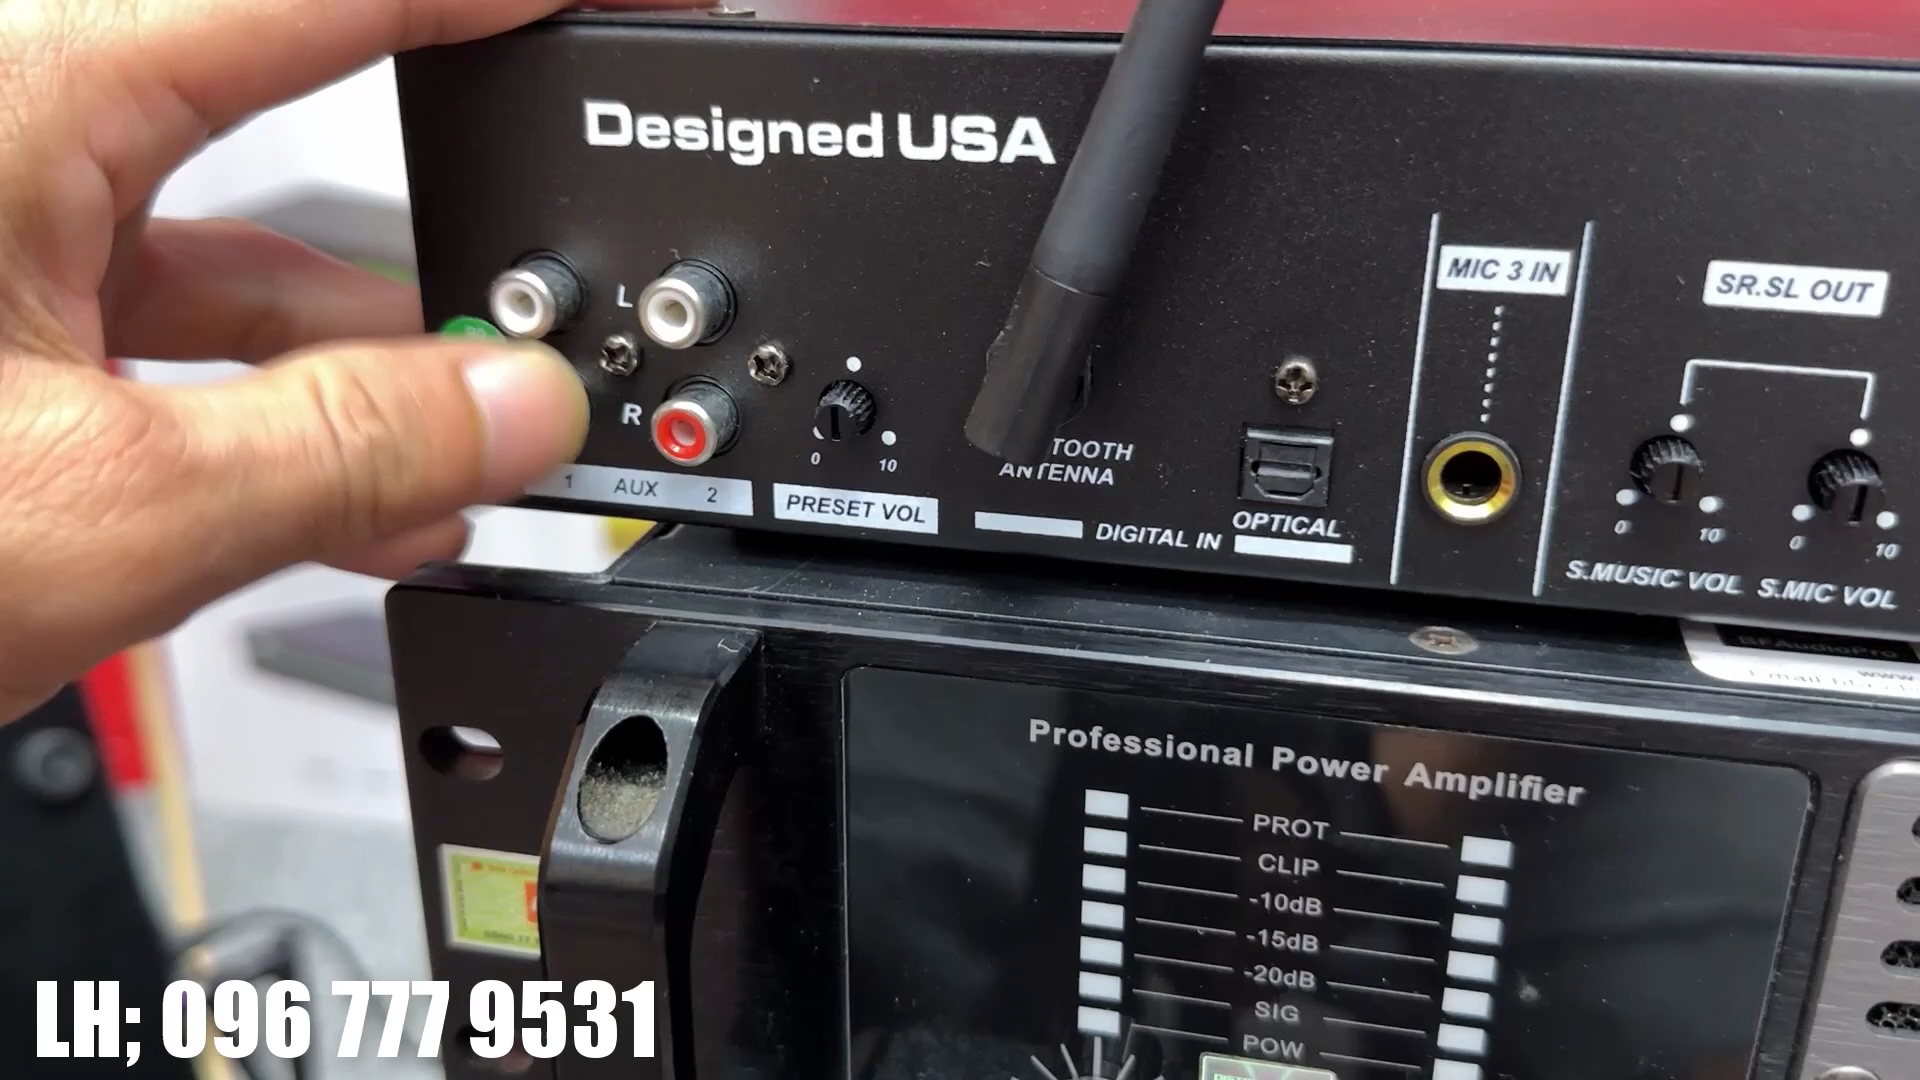 Designed USA
L
R
1 AUX 2
0 10
PRESET VOL
TOOTH
ANTENNA
DIGITAL IN
OPTICAL
MIC 3 IN
SR.SL OUT
0 10
0 10
S.MUSIC VOL
S.MIC VOL
BFAudioPro
Professional Power Amplifier
PROT
CLIP
-10dB
-15dB
-20dB
SIG
POW
LH; 096 777 9531